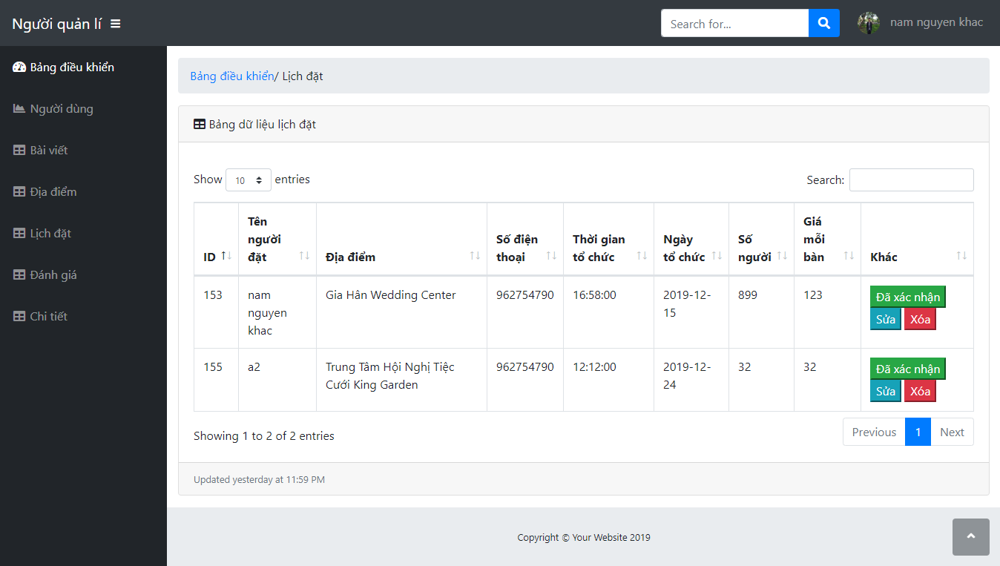 Người quản lí
Search for...
nam nguyen khac
Bảng điều khiển
Người dùng
Bài viết
Địa điểm
Lịch đặt
Đánh giá
Chi tiết
Bảng điều khiển/ Lịch đặt
Bảng dữ liệu lịch đặt
Show 10 entries
Search:
ID
Tên
người
đặt
Địa điểm
Số điện
thoại
Thời gian
tổ chức
Ngày
tổ chức
Số
người
Giá
mỗi
bàn
Khác
153
nam
nguyen
khac
Gia Hân Wedding Center
962754790
16:58:00
2019-12-
15
899
123
Đã xác nhận
Sửa Xóa
155
a2
Trung Tâm Hội Nghị Tiệc
Cưới King Garden
962754790
12:12:00
2019-12-
24
32
32
Đã xác nhận
Sửa Xóa
Showing 1 to 2 of 2 entries
Previous 1 Next
Updated yesterday at 11:59 PM
Copyright © Your Website 2019